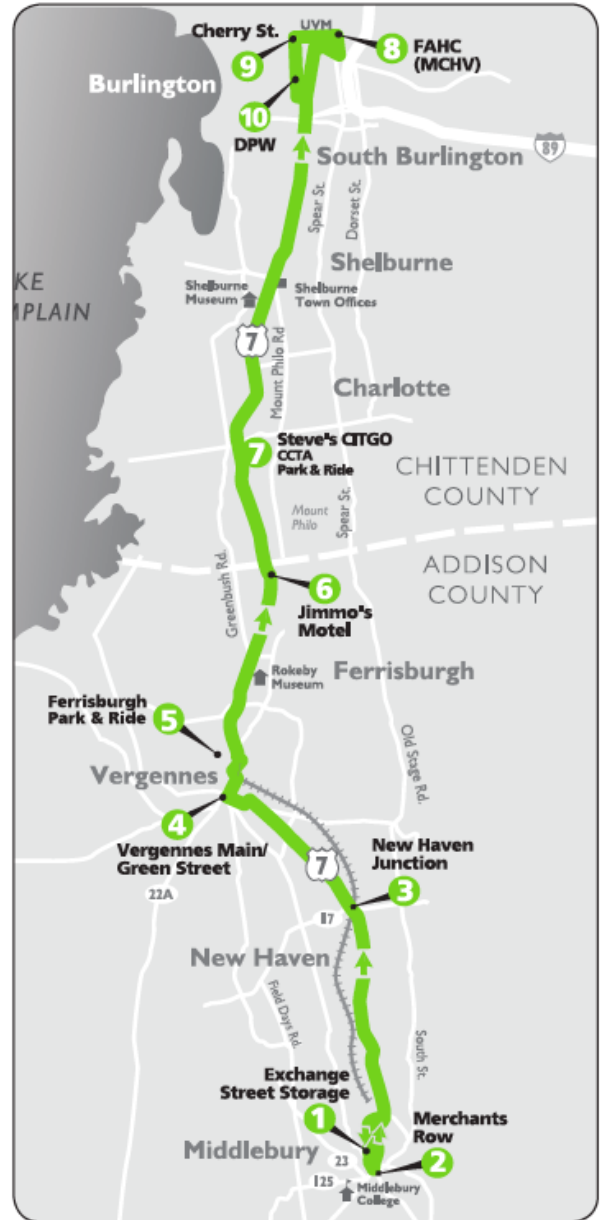 UVM
Cherry St.
9
8
FAHC
(MCHV)
Burlington
10
DPW
South Burlington
89
Spear St.
Dorset St.
Shelburne
Shelburne
Museum
Shelburne
Town Offices
KE
MPLAIN
7
Mount Philo Rd
Charlotte
7
Steve's CITGO
CCTA
Park & Ride
CHITTENDEN
COUNTY
Mount
Philo
Spear St.
ADDISON
COUNTY
Greenbush Rd.
6
Jimmo's
Motel
Rokeby
Museum
Ferrisburgh
Ferrisburgh
Park & Ride
5
Old Stage Rd.
Vergennes
4
Vergennes Main/
Green Street
7
New Haven
Junction
3
22A
17
New Haven
Field Days Rd.
South St.
Exchange
Street Storage
1
Merchants
Row
2
Middlebury
23
125
Middlebury
College